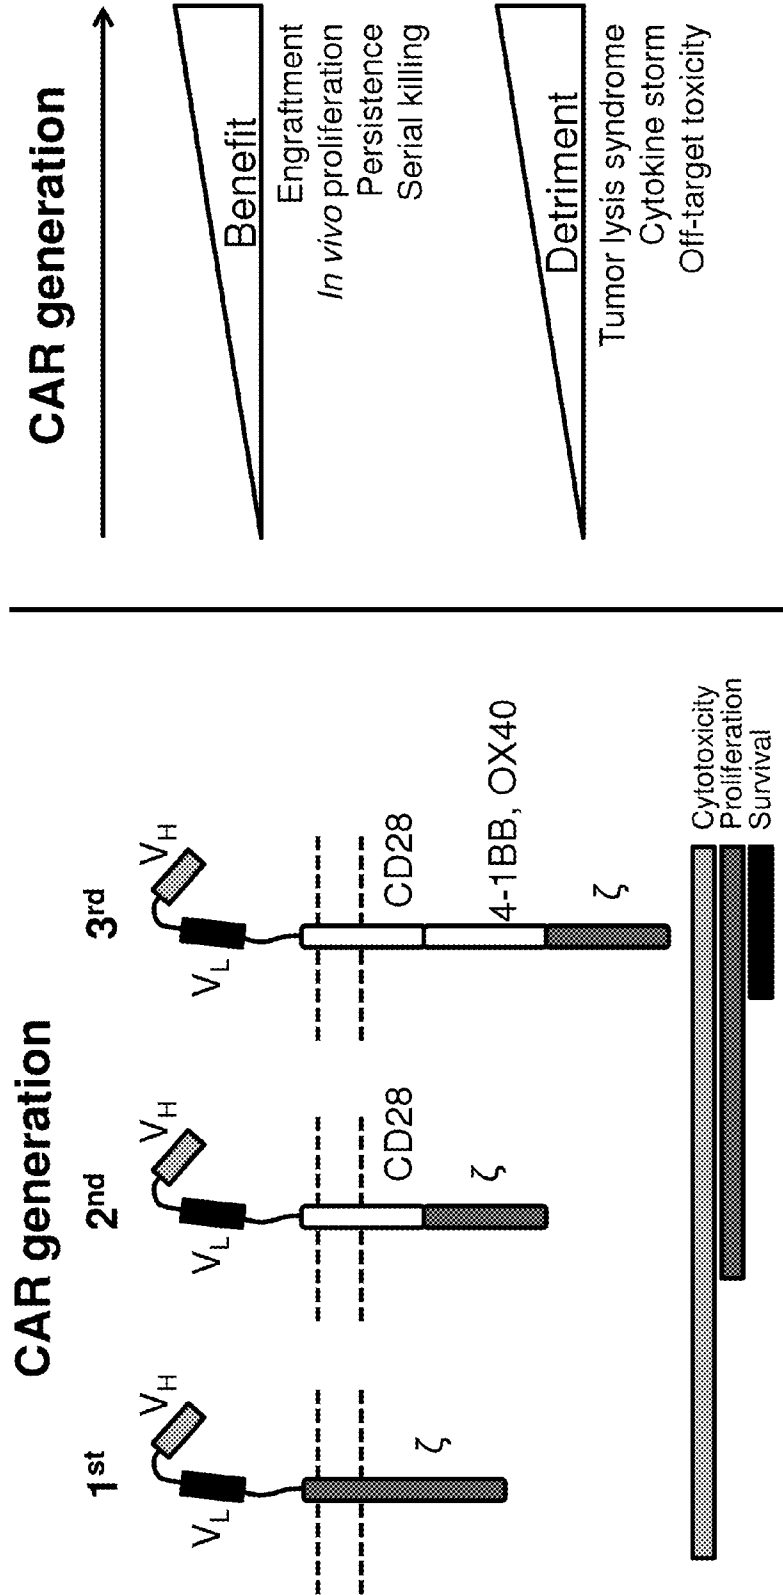 CAR generation
1st
2nd
3rd
VL
VH
VL
VH
VL
VH
ζ
CD28
ζ
CD28
4-1BB, OX40
ζ
Cytotoxicity
Proliferation
Survival
CAR generation
Benefit
Engraftment
In vivo proliferation
Persistence
Serial killing
Detriment
Tumor lysis syndrome
Cytokine storm
Off-target toxicity